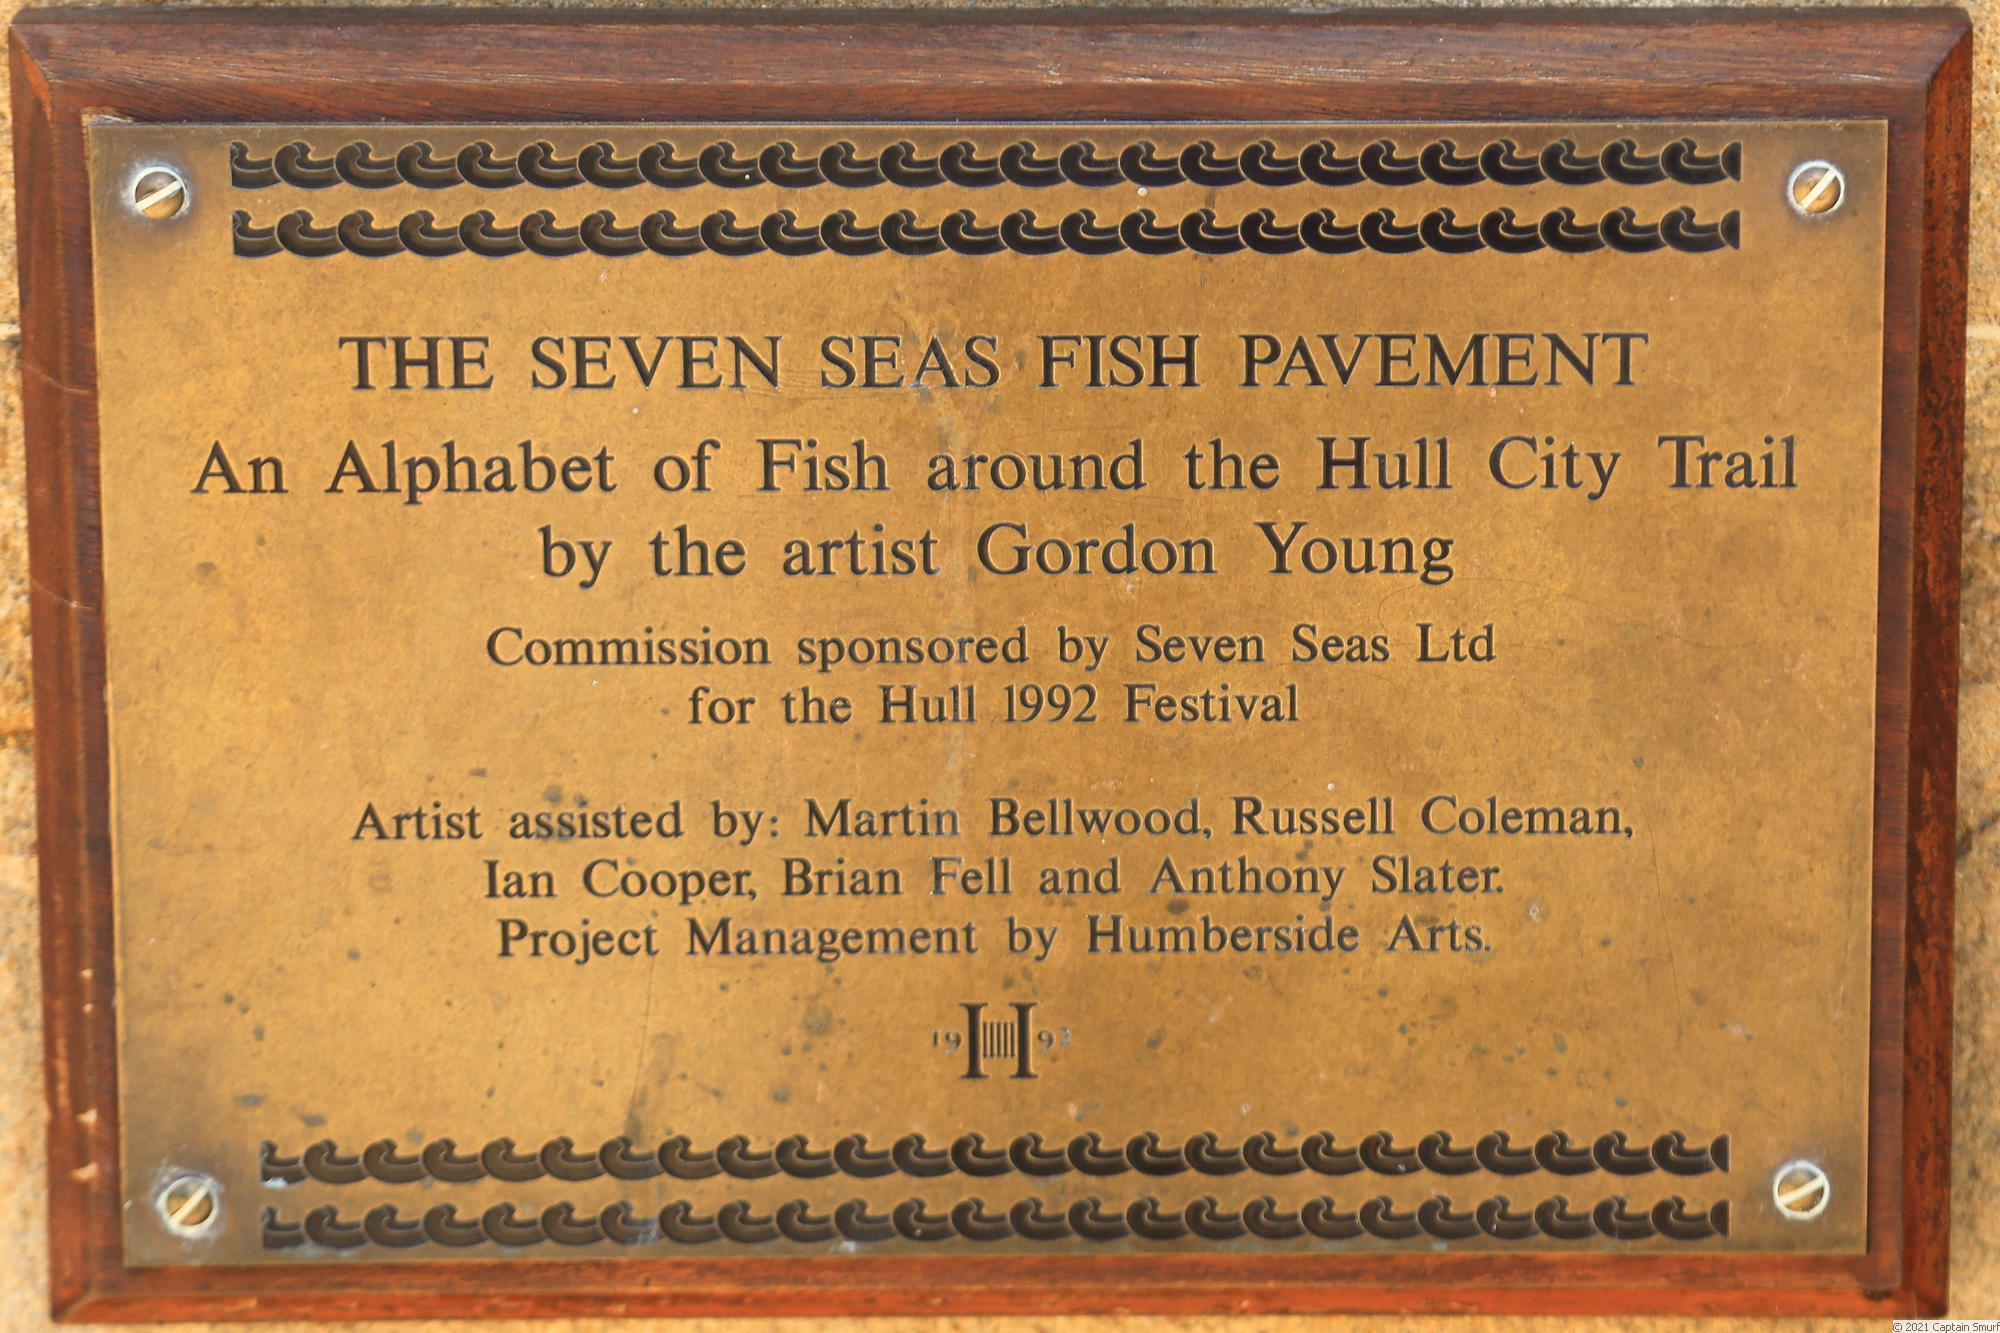 THE SEVEN SEAS FISH PAVEMENT
An Alphabet of Fish around the Hull City Trail
by the artist Gordon Young
Commission sponsored by Seven Seas Ltd
for the Hull 1992 Festival
Artist assisted by: Martin Bellwood, Russell Coleman,
Ian Cooper, Brian Fell and Anthony Slater.
Project Management by Humberside Arts.
19 H 92
© 2021 Captain Smurf